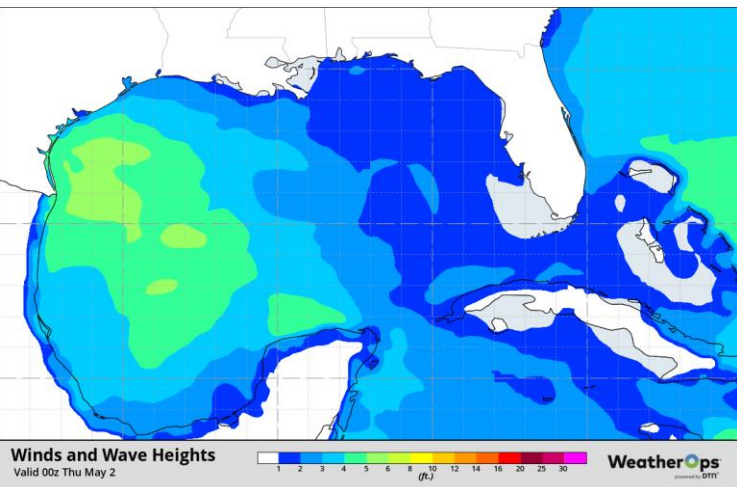 Winds and Wave Heights
Valid 00z Thu May 2
1 2 3 4 5 6 8 10 12 14 16 20 25 30
(ft.)
WeatherOps
powered by DTN